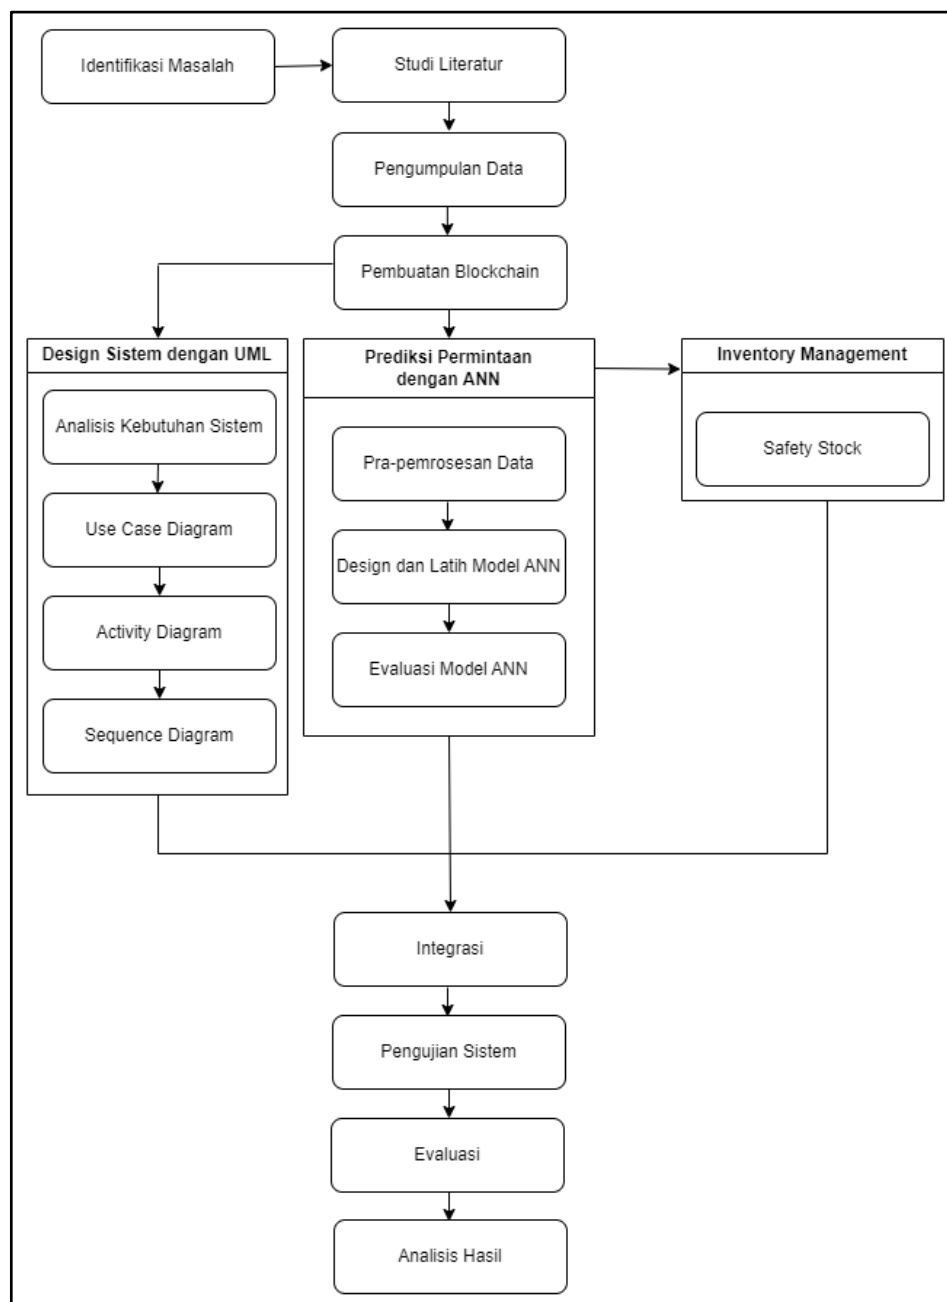 Identifikasi Masalah
Studi Literatur
Pengumpulan Data
Pembuatan Blockchain
Design Sistem dengan UML
Analisis Kebutuhan Sistem
Use Case Diagram
Activity Diagram
Sequence Diagram
Prediksi Permintaan
dengan ANN
Pra-pemrosesan Data
Design dan Latih Model ANN
Evaluasi Model ANN
Inventory Management
Safety Stock
Integrasi
Pengujian Sistem
Evaluasi
Analisis Hasil